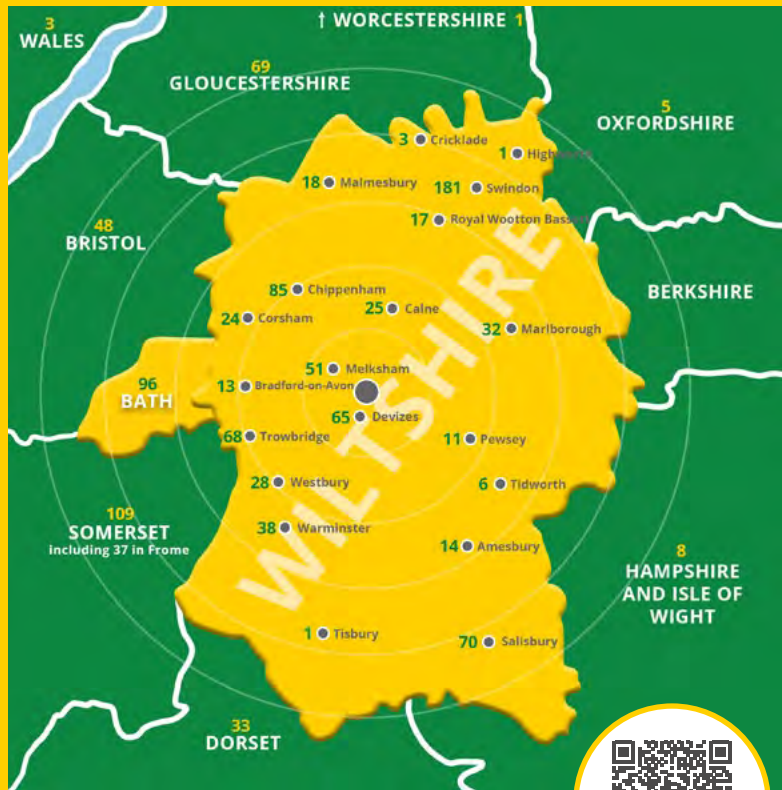 3
WALES
† WORCESTERSHIRE 1
69
GLOUCESTERSHIRE
5
OXFORDSHIRE
3 Cricklade
1 Highworth
18 Malmesbury
181 Swindon
17 Royal Wootton Bassett
48
BRISTOL
BERKSHIRE
85 Chippenham
25 Calne
24 Corsham
32 Marlborough
WILTSHIRE
51 Melksham
96
BATH
13 Bradford-on-Avon
65 Devizes
68 Trowbridge
11 Pewsey
28 Westbury
6 Tidworth
109
SOMERSET
including 37 in Frome
38 Warminster
14 Amesbury
8
HAMPSHIRE
AND ISLE OF
WIGHT
1 Tisbury
70 Salisbury
33
DORSET